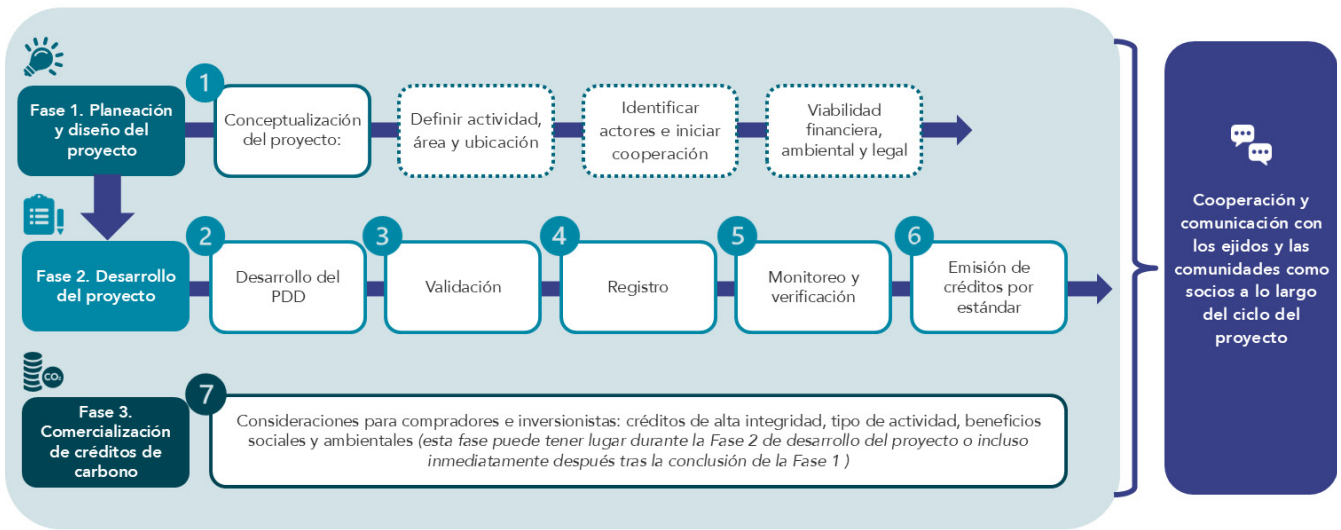 Fase 1. Planeación
y diseño del
proyecto
1
Conceptualización
del proyecto:
Definir actividad,
área y ubicación
Identificar
actores e iniciar
cooperación
Viabilidad
financiera,
ambiental y legal
Fase 2. Desarrollo
del proyecto
2
Desarrollo del
PDD
3
Validación
4
Registro
5
Monitoreo y
verificación
6
Emisión de
créditos por
estándar
CO₂
Fase 3.
Comercialización
de créditos de
carbono
7
Consideraciones para compradores e inversionistas: créditos de alta integridad, tipo de actividad, beneficios
sociales y ambientales (esta fase puede tener lugar durante la Fase 2 de desarrollo del proyecto o incluso
inmediatamente después tras la conclusión de la Fase 1 )
Cooperación y
comunicación con
los ejidos y las
comunidades como
socios a lo largo
del ciclo del
proyecto